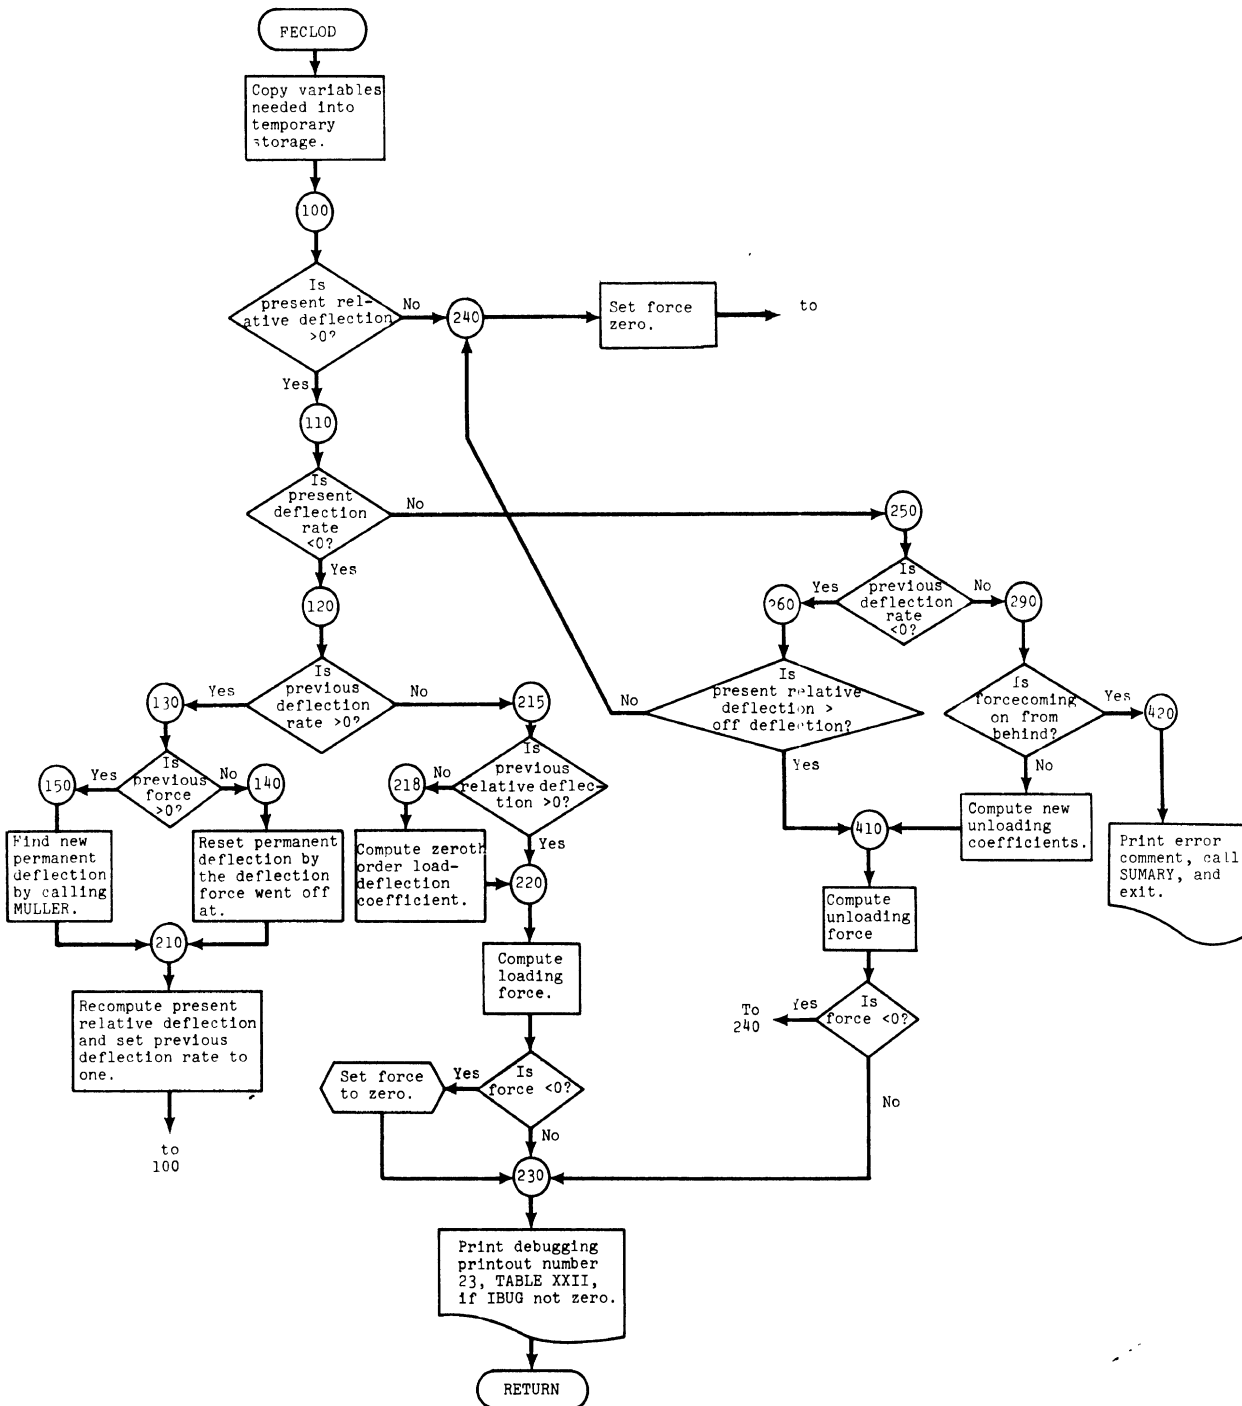 FECLOD
Copy variables
needed into
temporary
storage.
100
Is
present rel-
ative deflection
>0?
No
240
Set force
zero.
to
Yes
110
Is
present
deflection
rate
<0?
No
250
Yes
Is
previous
deflection
rate
<0?
Yes
No
120
260
290
Is
previous
deflection
rate >0?
Yes
No
130
215
Is
present relative
deflection >
off deflection?
No
Yes
Is
forcecoming
on from
behind?
Yes
420
No
Is
previous
force
>0?
Yes
No
150
140
Is
previous
relative deflec-
tion >0?
No
218
Yes
Find new
permanent
deflection
by calling
MULLER.
Reset permanent
deflection by
the deflection
force went off
at.
Compute zeroth
order load-
deflection
coefficient.
220
410
Compute new
unloading
coefficients.
Print error
comment, call
SUMARY, and
exit.
210
Compute
loading
force.
Compute
unloading
force
Recompute present
relative deflection
and set previous
deflection rate to
one.
to
100
Is
force <0?
Yes
To
240
No
Is
force <0?
Yes
Set force
to zero.
No
230
Print debugging
printout number
23, TABLE XXII,
if IBUG not zero.
RETURN